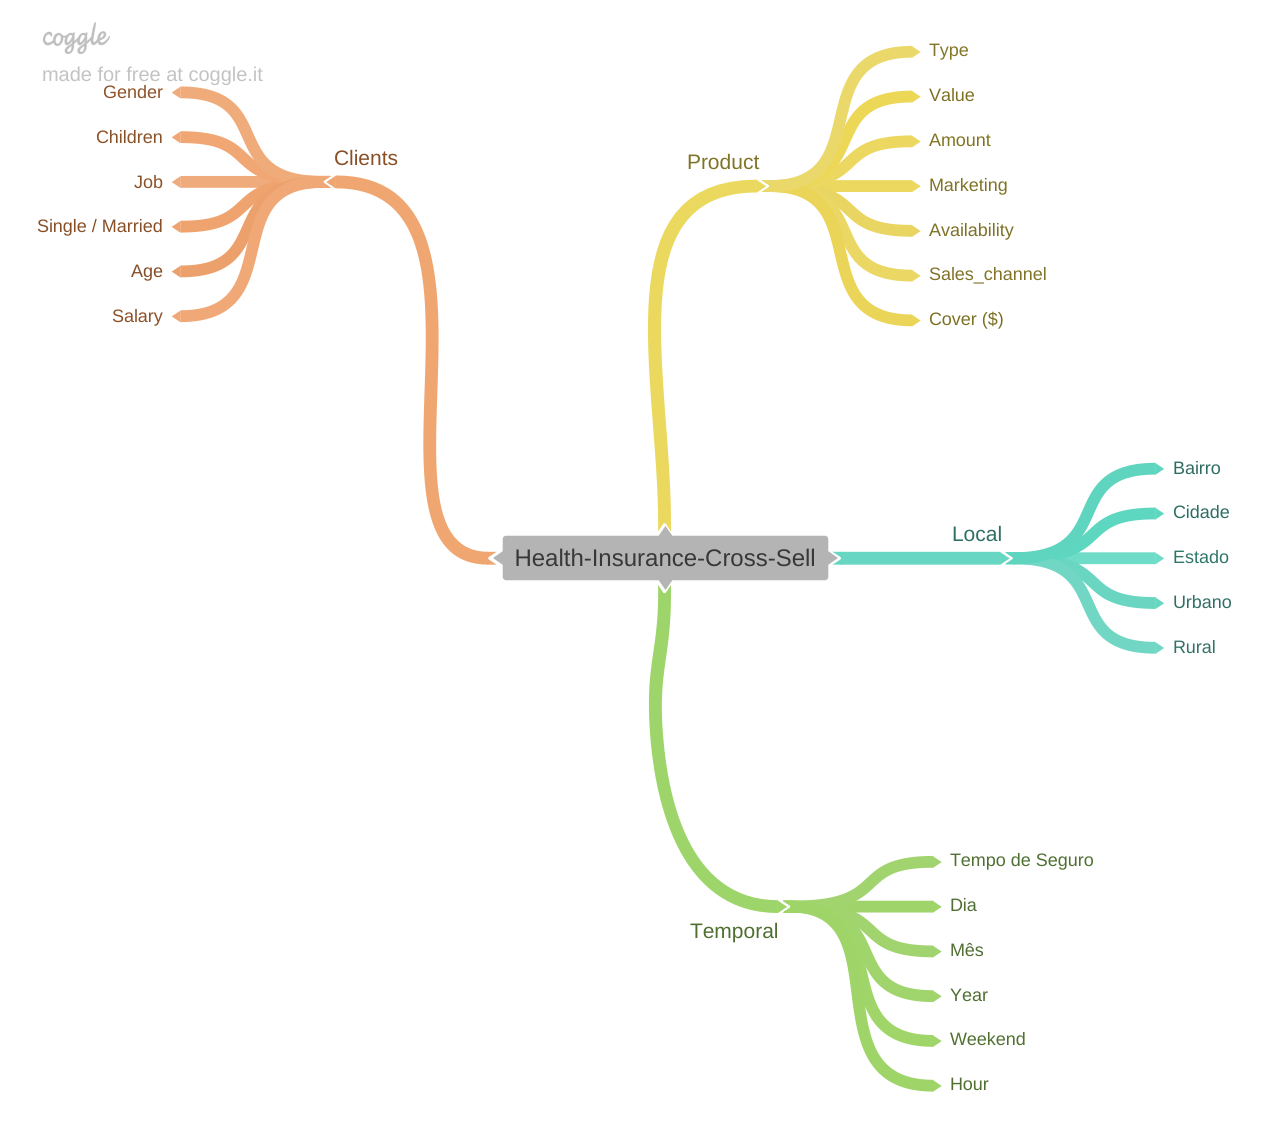 coggle
made for free at coggle.it
Clients
Gender
Children
Job
Single / Married
Age
Salary
Product
Type
Value
Amount
Marketing
Availability
Sales_channel
Cover ($)
Health-Insurance-Cross-Sell
Local
Bairro
Cidade
Estado
Urbano
Rural
Temporal
Tempo de Seguro
Dia
Mês
Year
Weekend
Hour